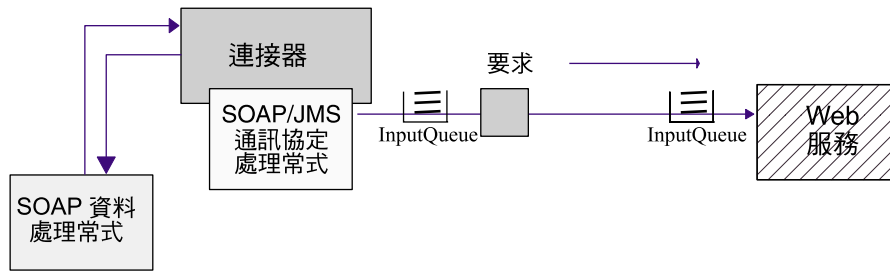 連接器
要求
SOAP/JMS
通訊協定
處理常式
InputQueue
InputQueue
Web
服務
SOAP 資料
處理常式